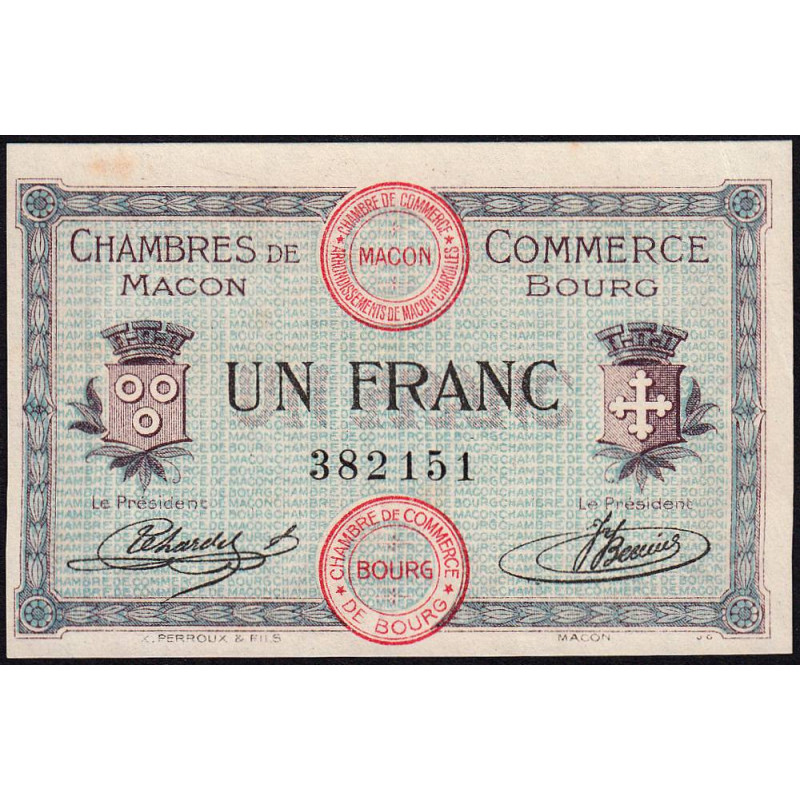 CHAMBRES DE COMMERCE
MACON BOURG
★ CHAMBRE DE COMMERCE ★
ARRONDISSEMENTS DE MACON-CHAROLLES
MACON
UN FRANC
382151
Le Président
Le Président
★ CHAMBRE DE COMMERCE ★
BOURG
DE BOURG
X. PERROUX & FILS MACON J C